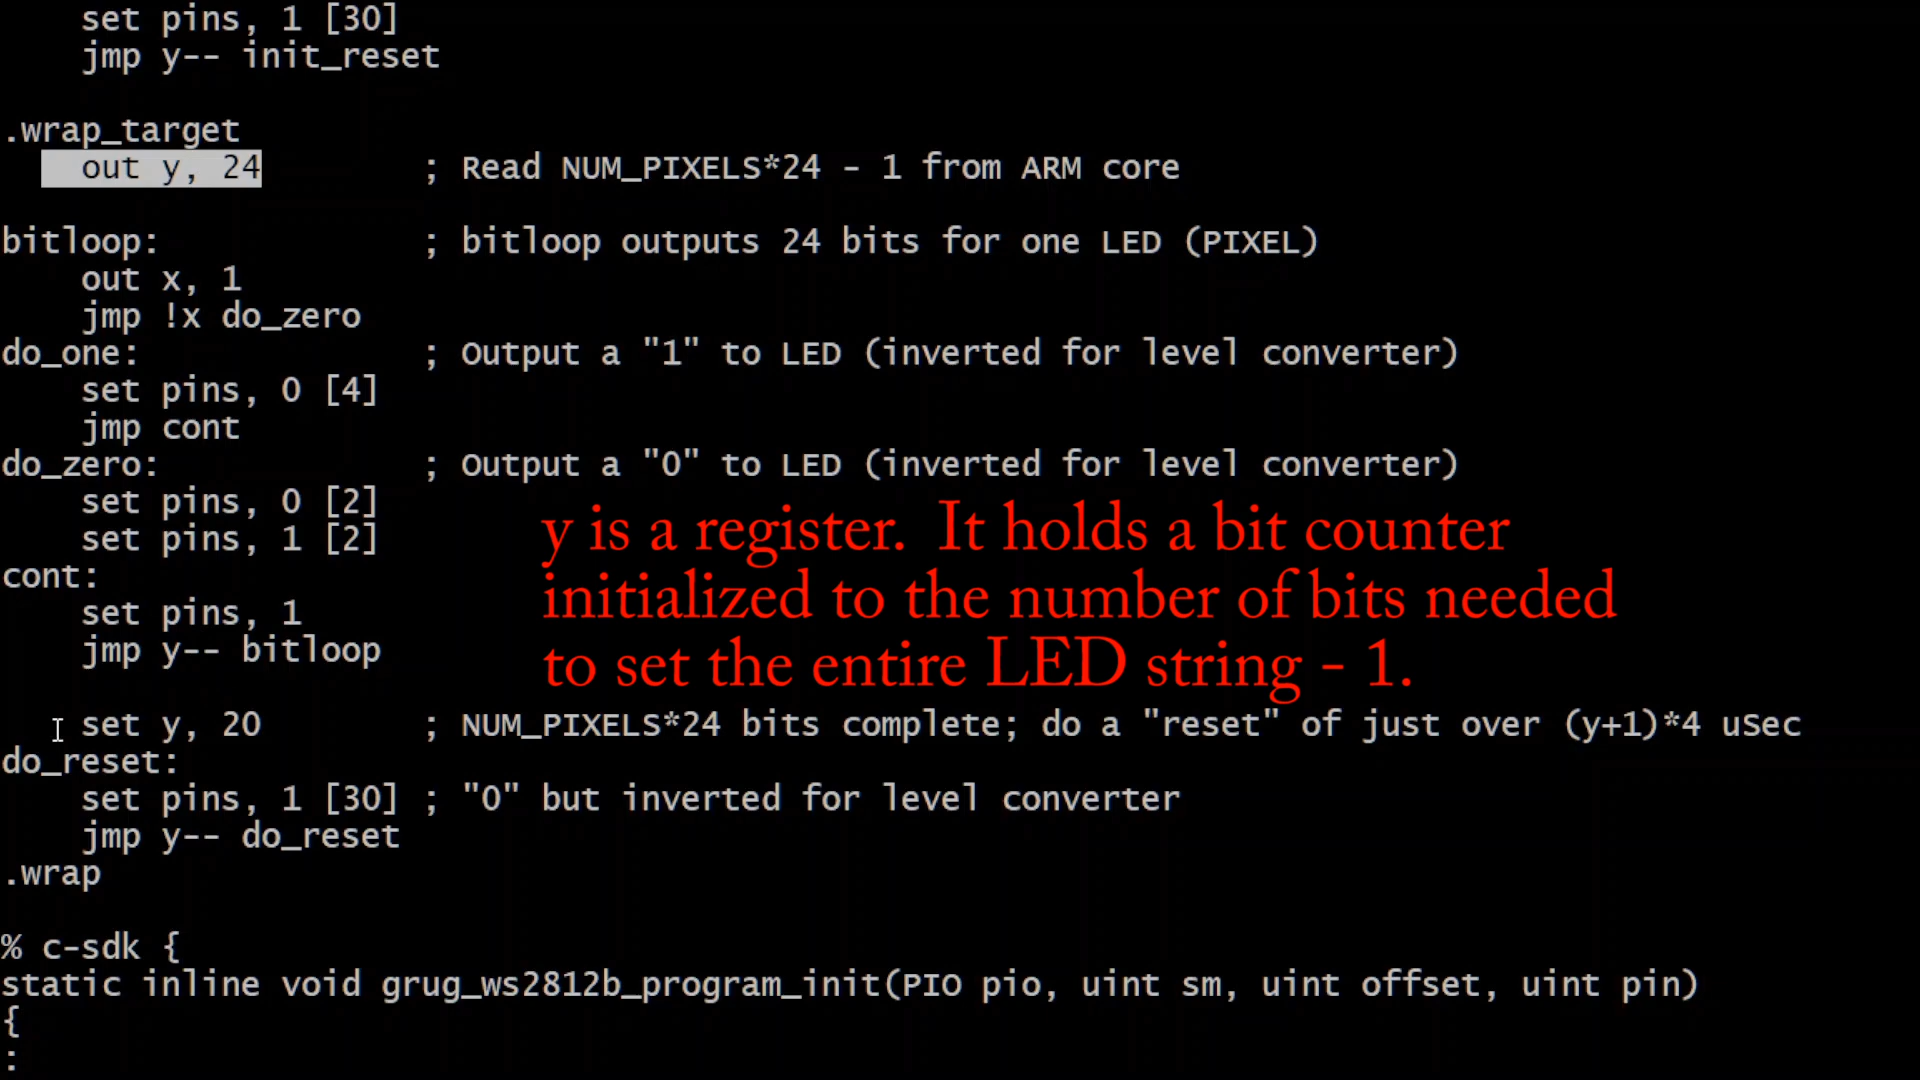 set pins, 1 [30]
    jmp y-- init_reset
.wrap_target
    out y, 24        ; Read NUM_PIXELS*24 - 1 from ARM core
bitloop:             ; bitloop outputs 24 bits for one LED (PIXEL)
    out x, 1
    jmp !x do_zero
do_one:              ; Output a "1" to LED (inverted for level converter)
    set pins, 0 [4]
    jmp cont
do_zero:             ; Output a "0" to LED (inverted for level converter)
    set pins, 0 [2]
    set pins, 1 [2]
cont:
    set pins, 1
    jmp y-- bitloop
y is a register. It holds a bit counter
initialized to the number of bits needed
to set the entire LED string - 1.
    set y, 20        ; NUM_PIXELS*24 bits complete; do a "reset" of just over (y+1)*4 uSec
do_reset:
    set pins, 1 [30] ; "0" but inverted for level converter
    jmp y-- do_reset
.wrap
% c-sdk {
static inline void grug_ws2812b_program_init(PIO pio, uint sm, uint offset, uint pin)
{
: